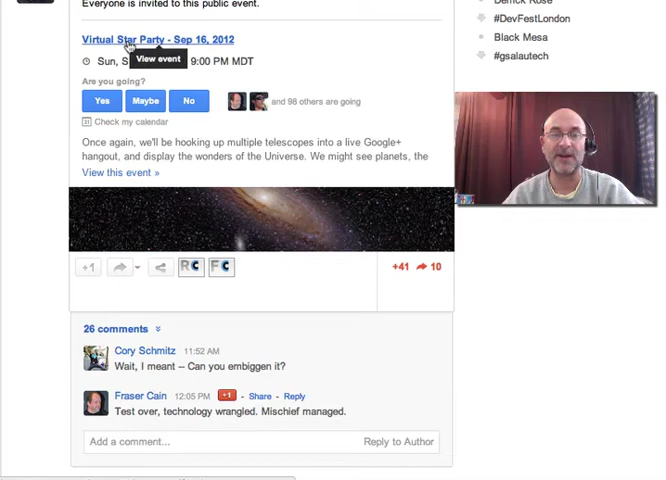 Everyone is invited to this public event.
Virtual Star Party - Sep 16, 2012
View event
Sun, S 9:00 PM MDT
Are you going?
Yes Maybe No and 98 others are going
31 Check my calendar
Once again, we'll be hooking up multiple telescopes into a live Google+
hangout, and display the wonders of the Universe. We might see planets, the
View this event »
+1 RC FC +41 10
26 comments
Cory Schmitz 11:52 AM
Wait, I meant -- Can you embiggen it?
Fraser Cain 12:05 PM +1 - Share - Reply
Test over, technology wrangled. Mischief managed.
Add a comment... Reply to Author
Derrick Rose
#DevFestLondon
Black Mesa
#gsalautech